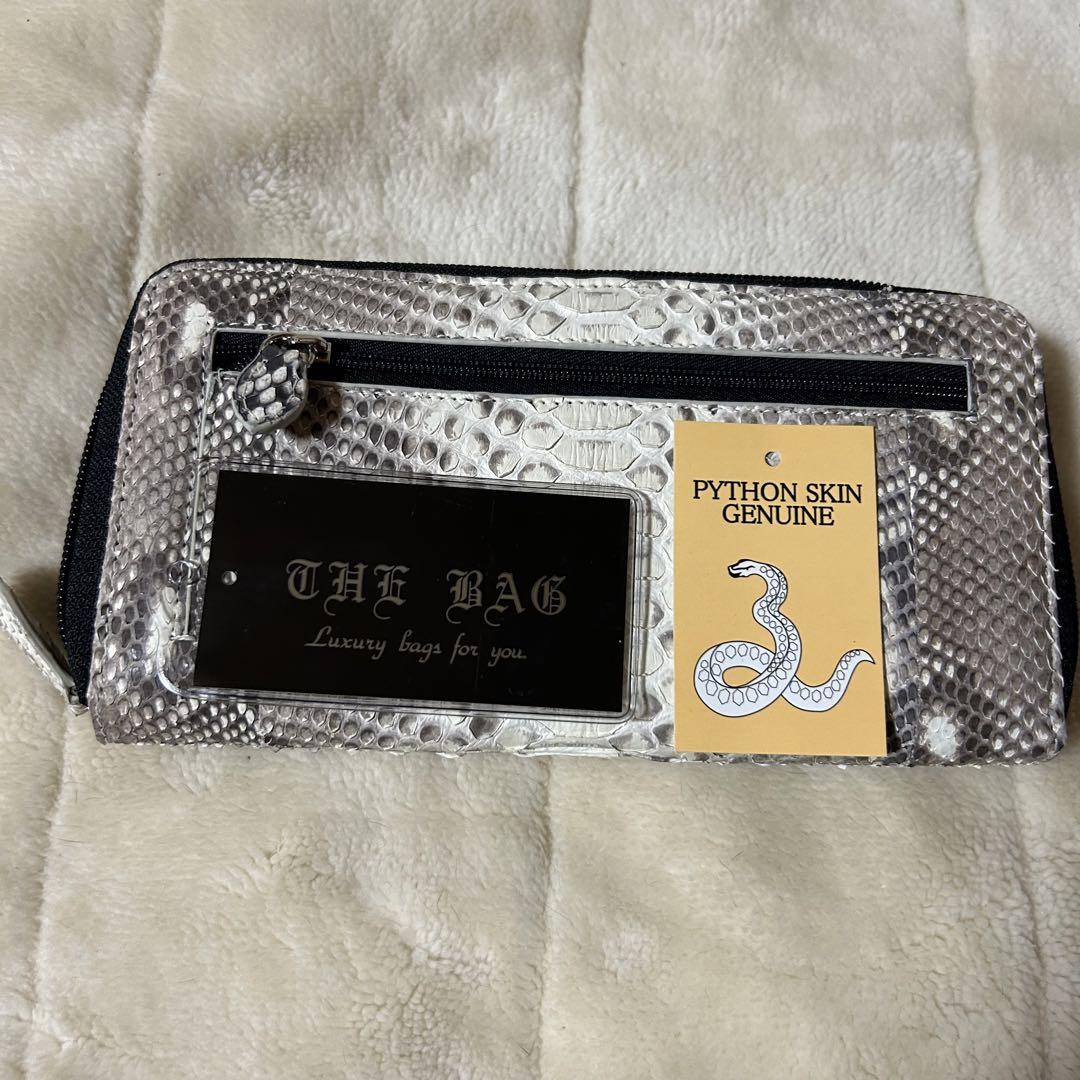 THE BAG
Luxury bags for you.
PYTHON SKIN
GENUINE